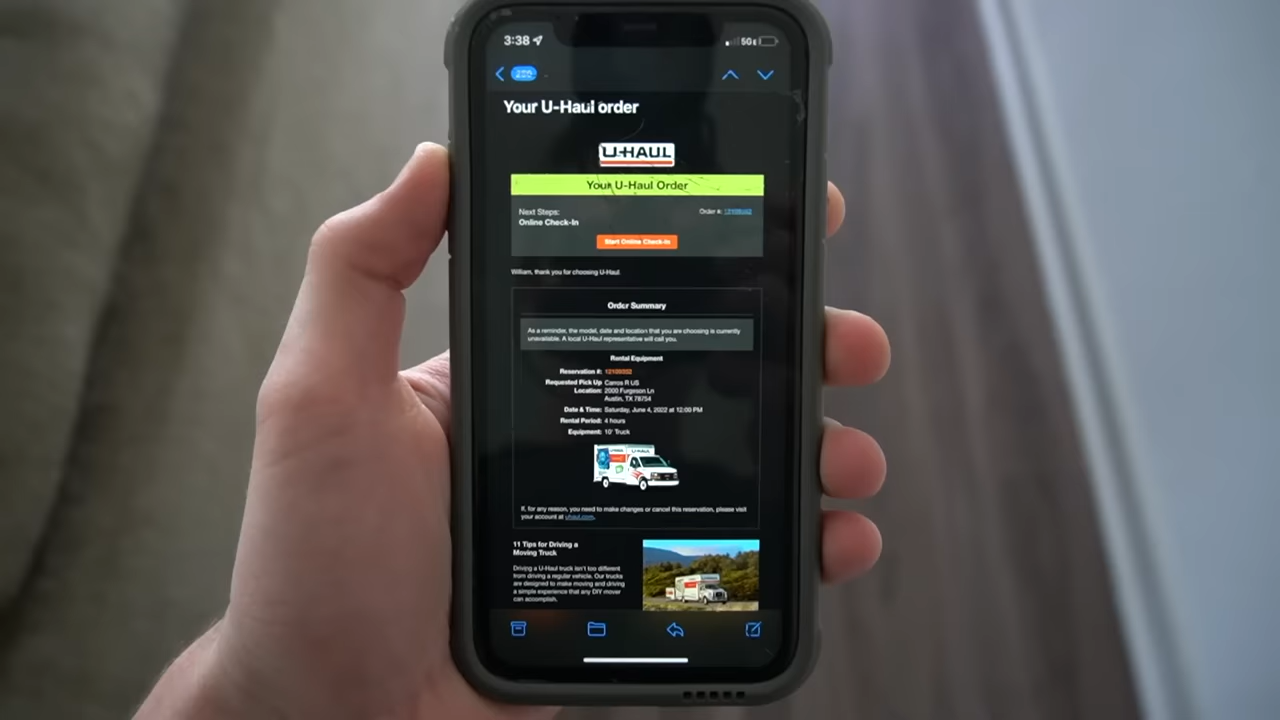 3:38
5GE
Your U-Haul order
U-HAUL
Your U-Haul Order
Next Steps:
Order #:
Online Check-In
Start Online Check-In
William, thank you for choosing U-Haul.
Order Summary
As a reminder, the model, date and location that you are choosing is currently
unavailable. A local U-Haul representative will call you.
Rental Equipment
Reservation #:
Requested Pick Up Location: Carros R US
2000 Furgeson Ln
Austin, TX 78754
Date & Time: Saturday, June 4, 2022 at 12:00 PM
Rental Period: 4 hours
Equipment: 10' Truck
If, for any reason, you need to make changes or cancel this reservation, please visit
your account at uhaul.com.
11 Tips for Driving a
Moving Truck
Driving a U-Haul truck isn't too different
from driving a regular vehicle. Our trucks
are designed to make moving and driving
a simple experience that any DIY mover
can accomplish.